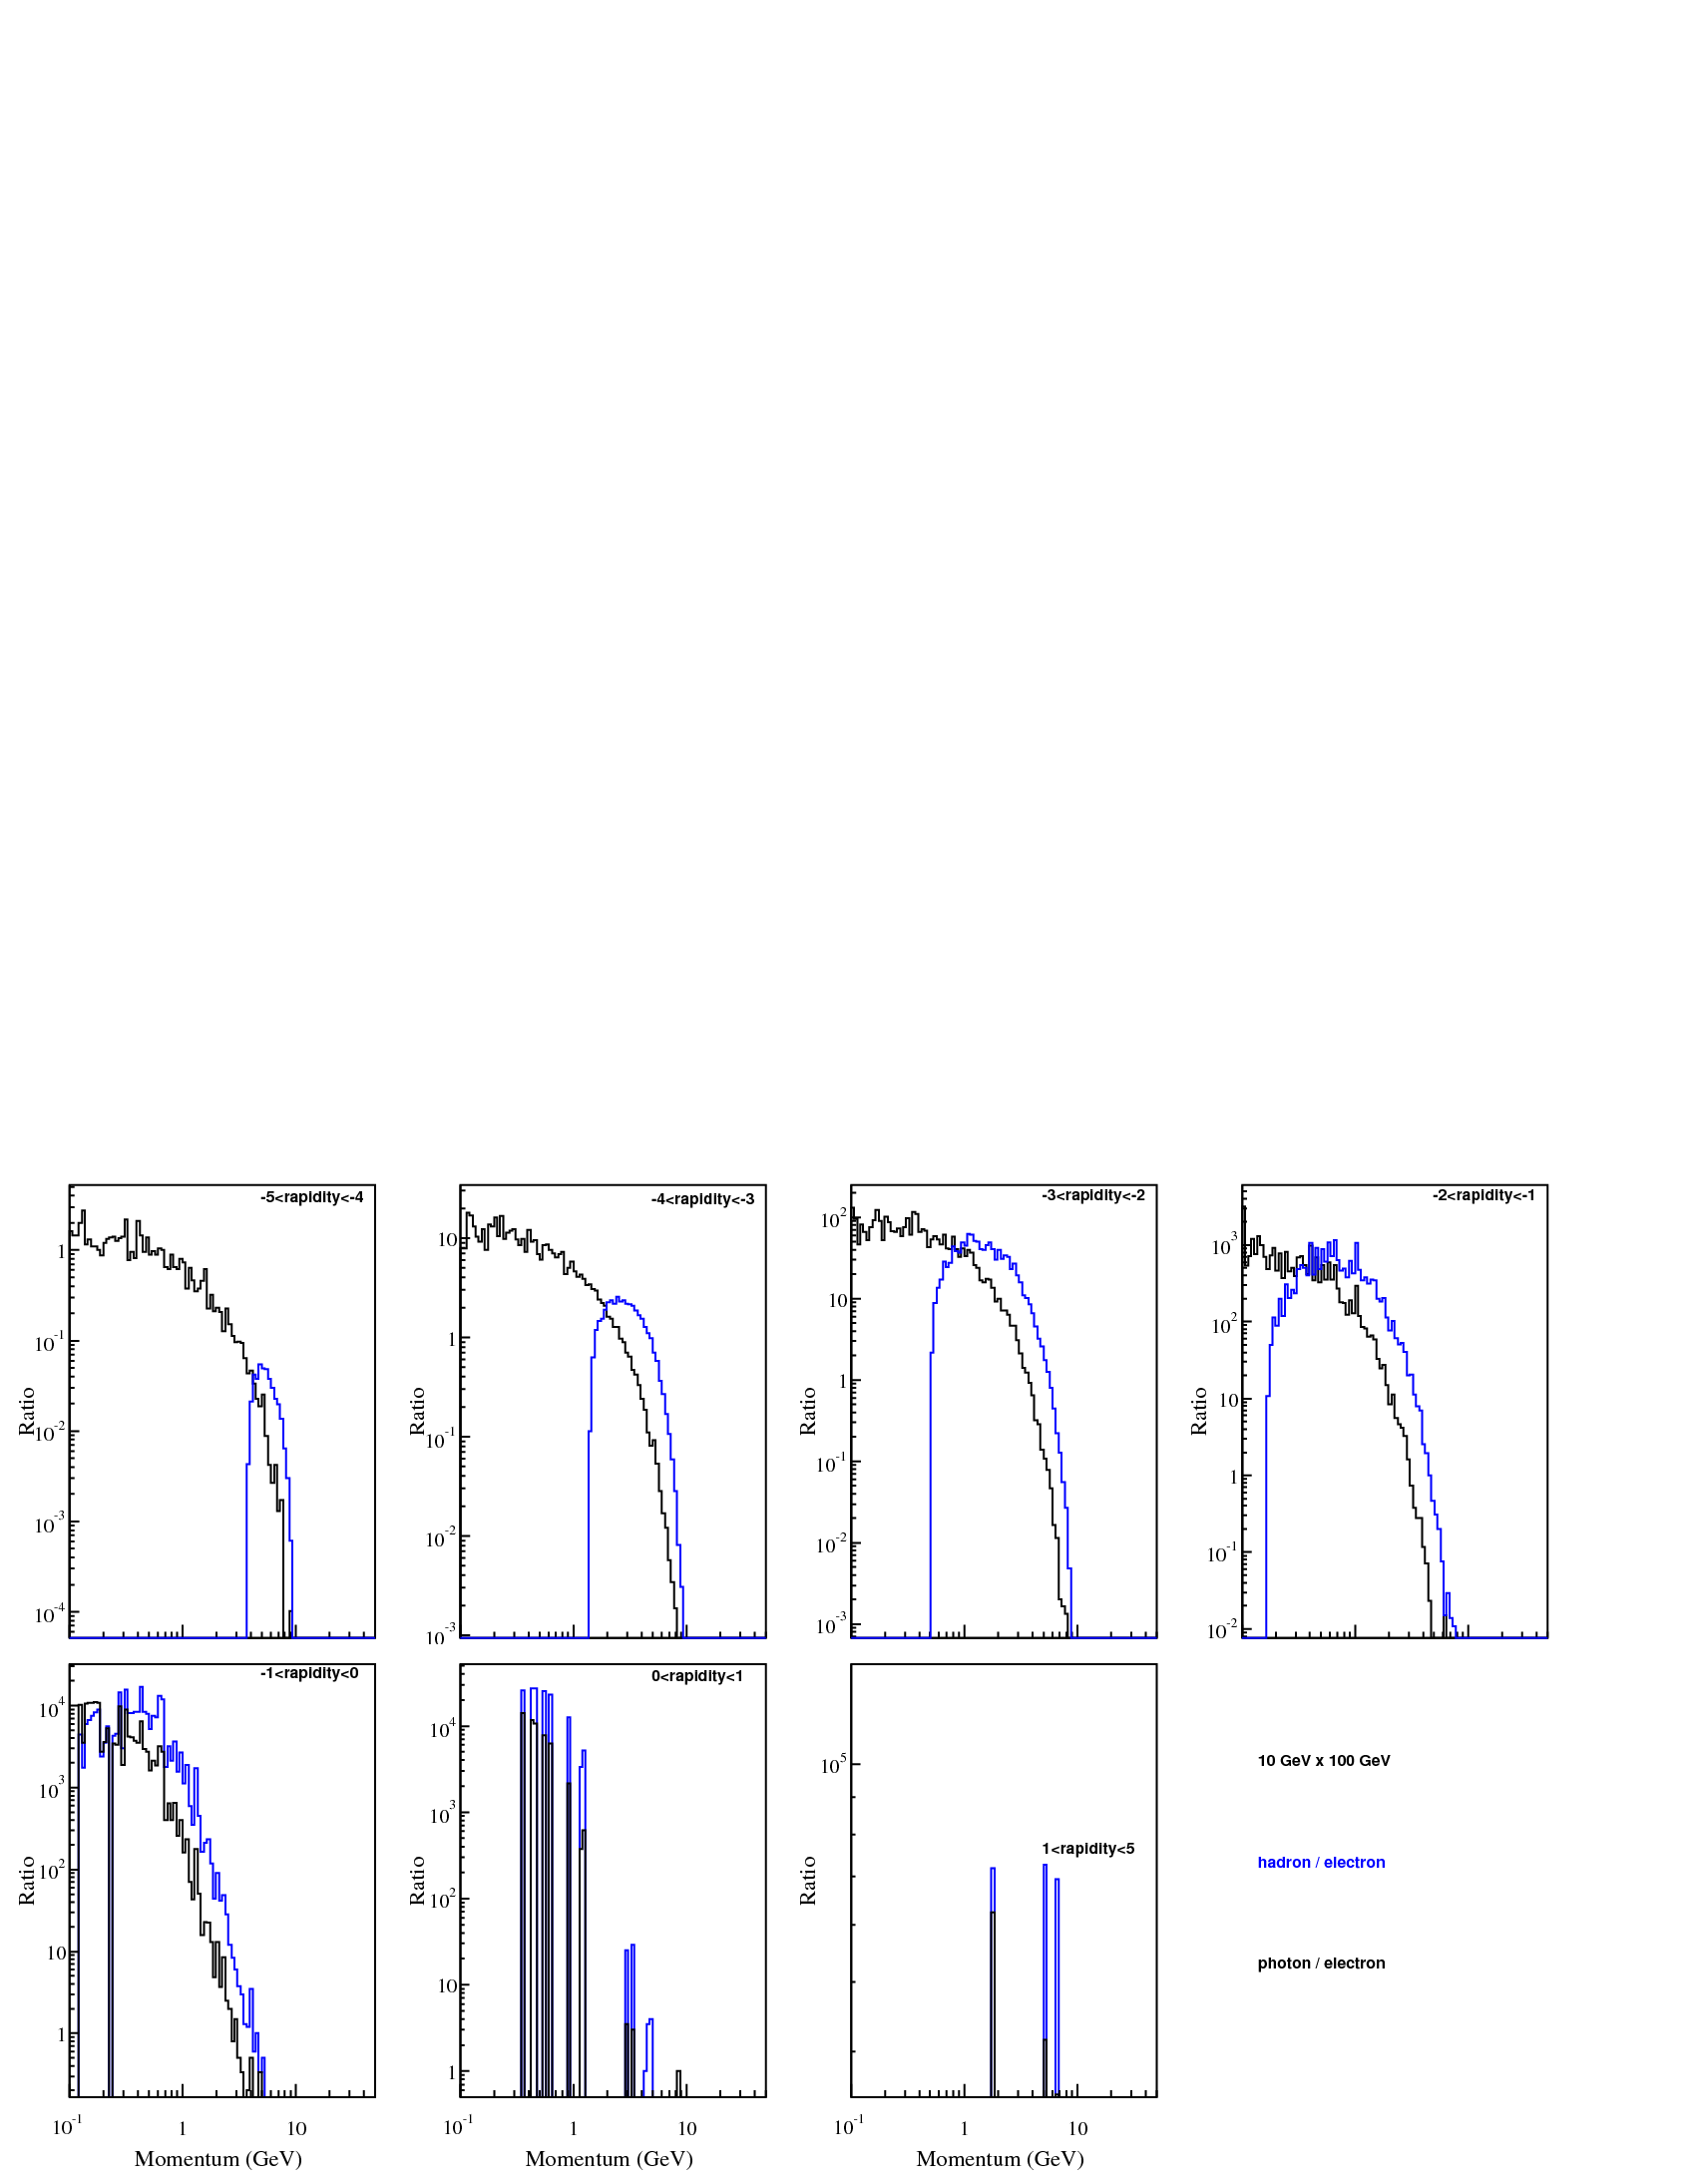 -5<rapidity<-4
-4<rapidity<-3
-3<rapidity<-2
-2<rapidity<-1
Ratio
1
10^-1
10^-2
10^-3
10^-4
Ratio
10
1
10^-1
10^-2
10^-3
Ratio
10^2
10
1
10^-1
10^-2
10^-3
Ratio
10^3
10^2
10
1
10^-1
10^-2
-1<rapidity<0
0<rapidity<1
1<rapidity<5
Ratio
10^4
10^3
10^2
10
1
Ratio
10^4
10^3
10^2
10
1
Ratio
10^5
10 GeV x 100 GeV
hadron / electron
photon / electron
10^-1 1 10
10^-1 1 10
10^-1 1 10
Momentum (GeV)
Momentum (GeV)
Momentum (GeV)